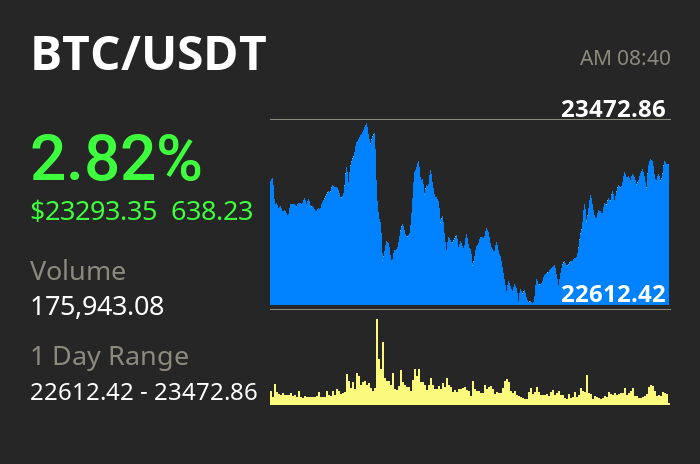 BTC/USDT
AM 08:40
23472.86
2.82%
$23293.35 638.23
Volume
175,943.08
22612.42
1 Day Range
22612.42 - 23472.86